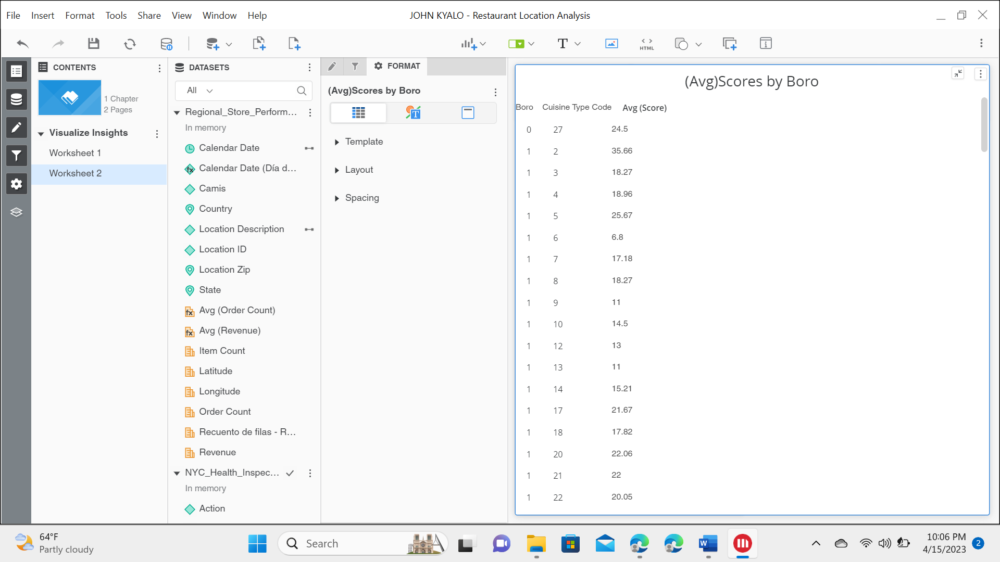 File Insert Format Tools Share View Window Help
JOHN KYALO - Restaurant Location Analysis
T
HTML
CONTENTS
1 Chapter
2 Pages
Visualize Insights
Worksheet 1
Worksheet 2
DATASETS
All
Regional_Store_Perform...
In memory
Calendar Date
Calendar Date (Día d...
Camis
Country
Location Description
Location ID
Location Zip
State
Avg (Order Count)
Avg (Revenue)
Item Count
Latitude
Longitude
Order Count
Recuento de filas - R...
Revenue
NYC_Health_Inspec...
In memory
Action
FORMAT
(Avg)Scores by Boro
Template
Layout
Spacing
(Avg)Scores by Boro
Boro Cuisine Type Code Avg (Score)
0 27 24.5
1 2 35.66
1 3 18.27
1 4 18.96
1 5 25.67
1 6 6.8
1 7 17.18
1 8 18.27
1 9 11
1 10 14.5
1 12 13
1 13 11
1 14 15.21
1 17 21.67
1 18 17.82
1 20 22.06
1 21 22
1 22 20.05
64°F
Partly cloudy
Search
10:06 PM
4/15/2023
2